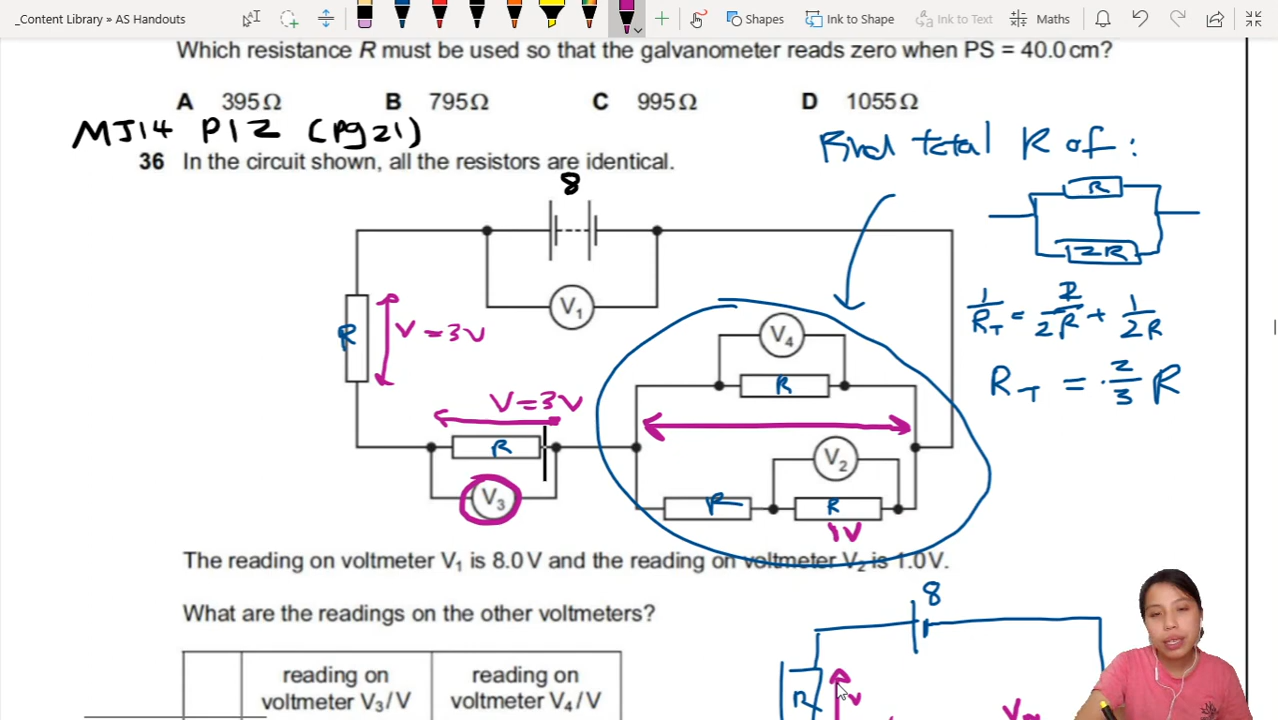 _Content Library » AS Handouts
Shapes
Ink to Shape
Ink to Text
Maths
Which resistance R must be used so that the galvanometer reads zero when PS = 40.0 cm?
A 395Ω B 795Ω C 995Ω D 1055Ω
MJ14 P12 (pg21)
36 In the circuit shown, all the resistors are identical.
Find total R of :
8
R
2R
V1
R
V = 3V
V4
R
1/RT = 2/2R + 1/2R
RT = 2/3 R
V = 3V
R
V3
V2
R
R
1V
The reading on voltmeter V1 is 8.0 V and the reading on voltmeter V2 is 1.0 V.
What are the readings on the other voltmeters?
8
reading on voltmeter V3/V
reading on voltmeter V4/V
R
V